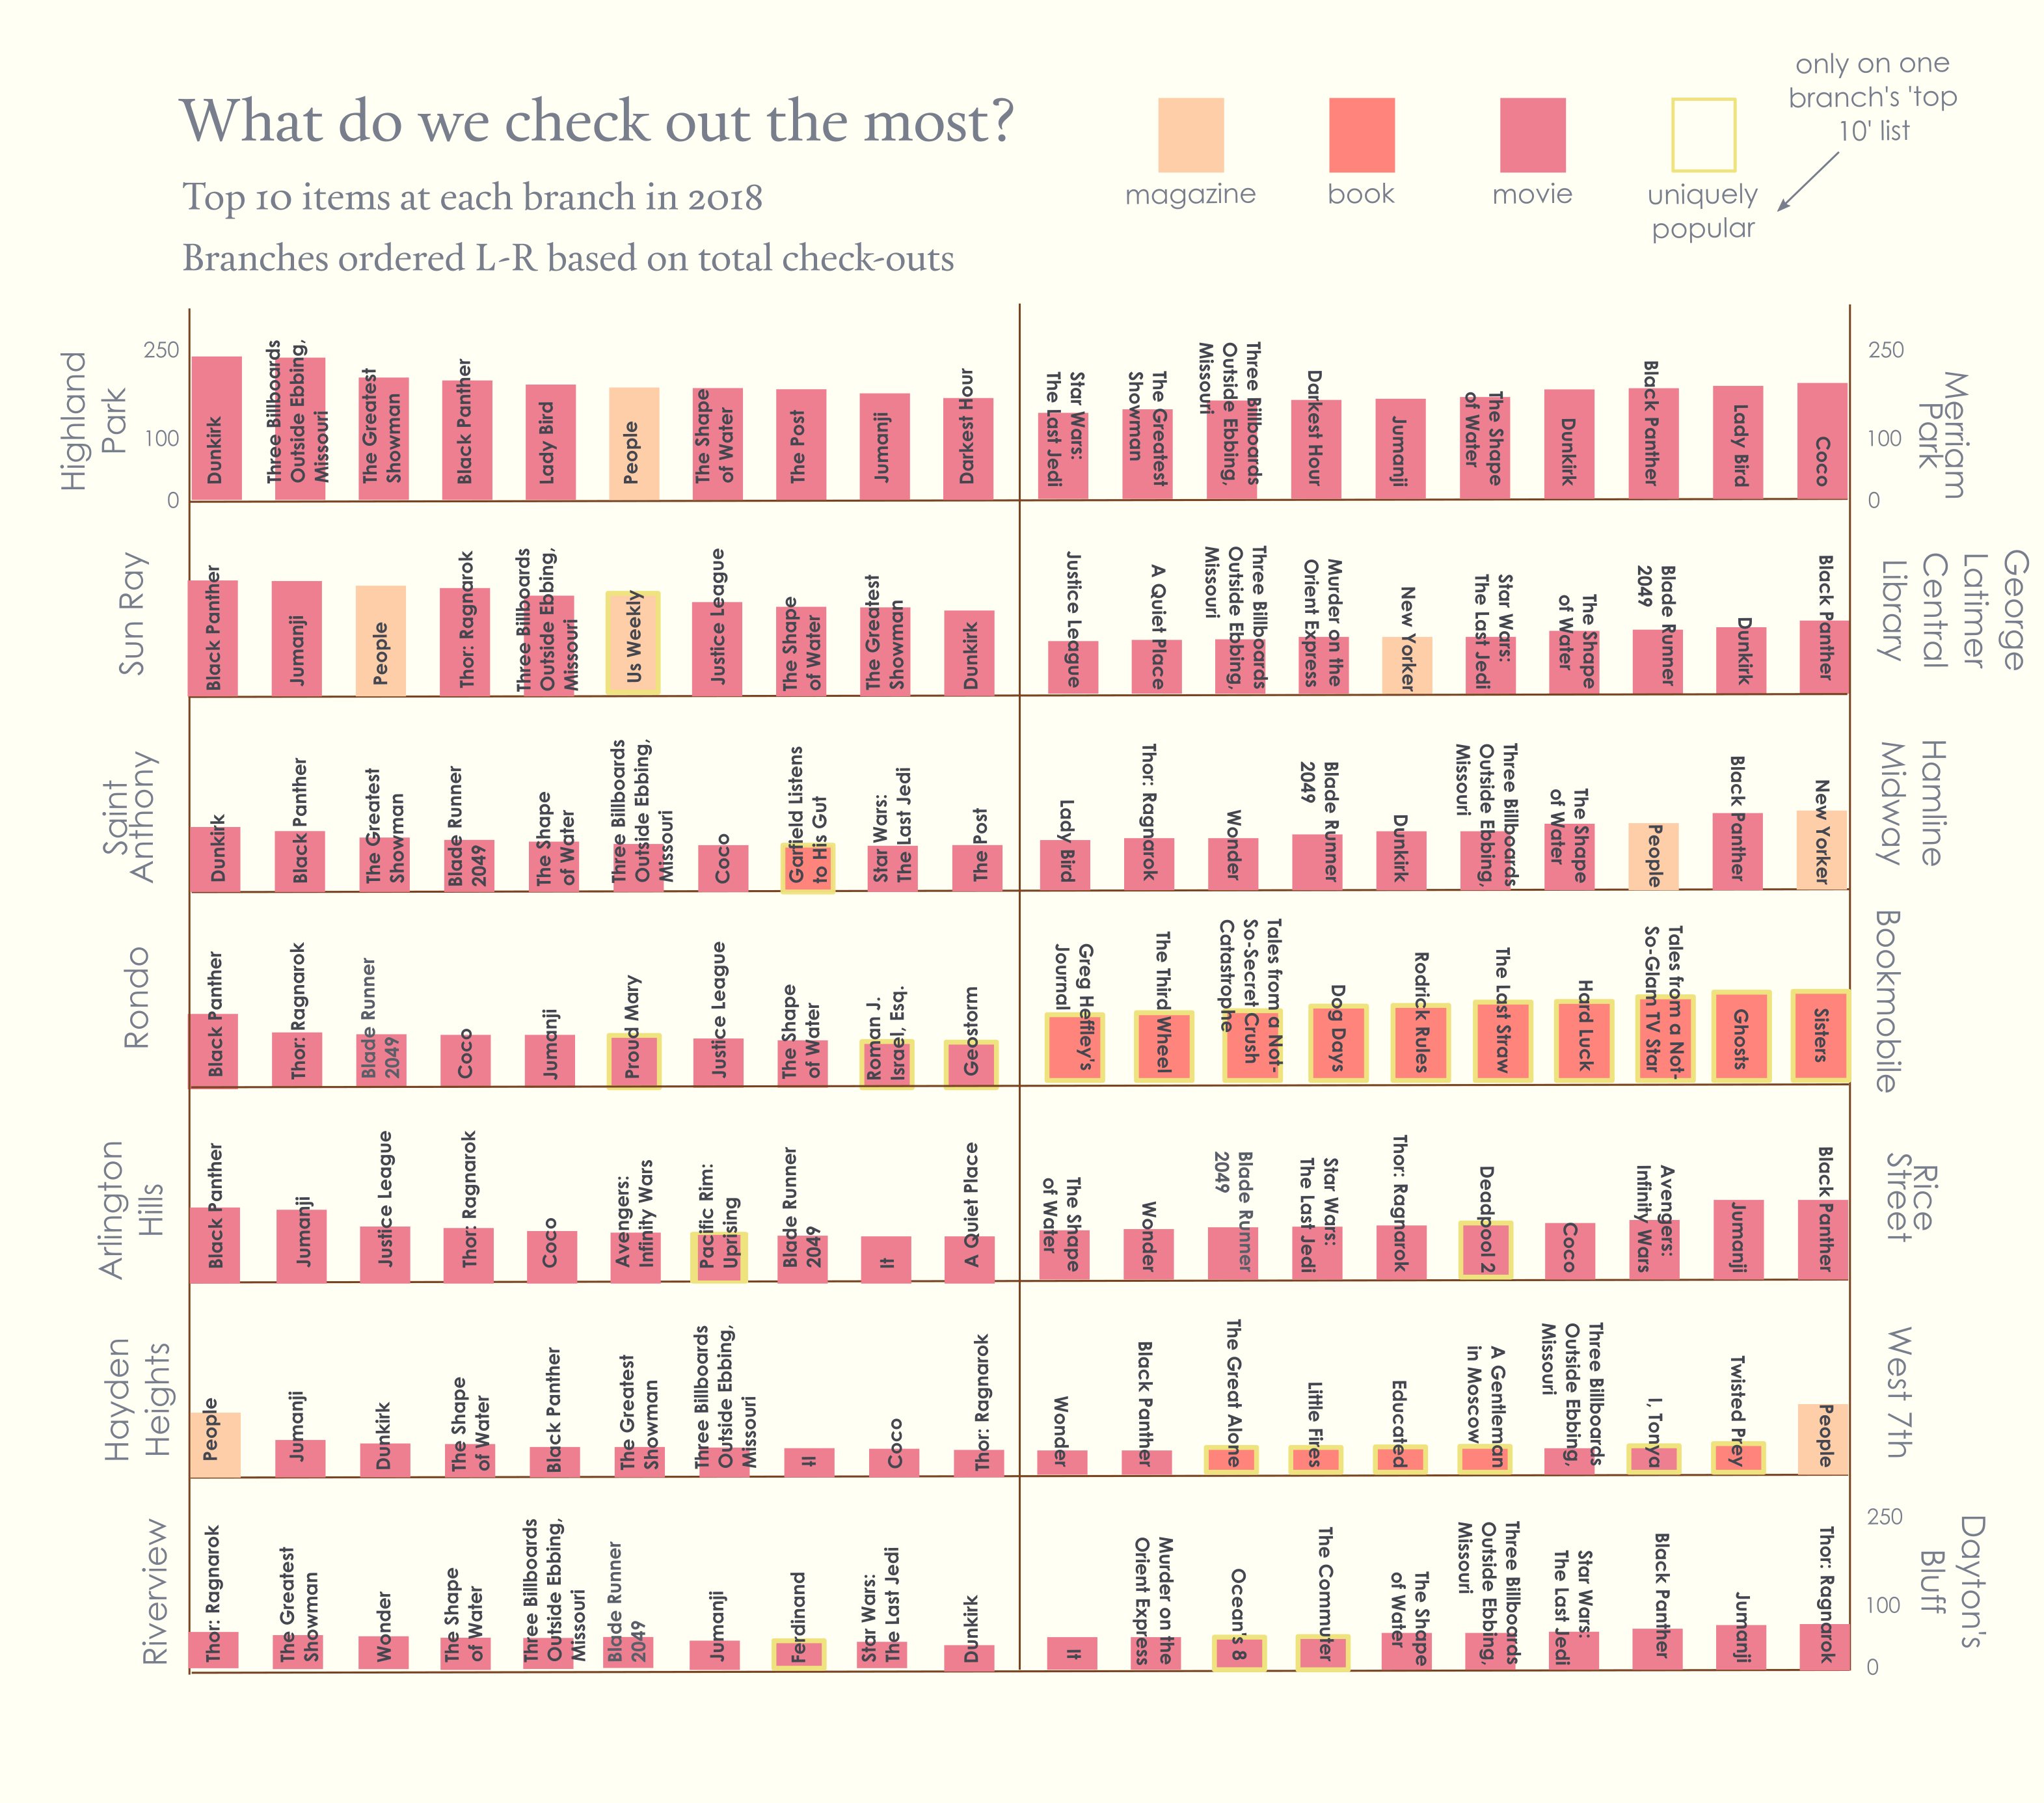 What do we check out the most?
Top 10 items at each branch in 2018
Branches ordered L-R based on total check-outs
magazine
book
movie
uniquely
popular
only on one
branch's 'top
10' list
Highland
Park
250
100
0
Dunkirk
Three Billboards
Outside Ebbing,
Missouri
The Greatest
Showman
Black Panther
Lady Bird
People
The Shape
of Water
The Post
Jumanji
Darkest Hour
Star Wars:
The Last Jedi
The Greatest
Showman
Three Billboards
Outside Ebbing,
Missouri
Darkest Hour
Jumanji
The Shape
of Water
Dunkirk
Black Panther
Lady Bird
Coco
250
100
0
Merriam
Park
Sun Ray
Black Panther
Jumanji
People
Thor: Ragnarok
Three Billboards
Outside Ebbing,
Missouri
Us Weekly
Justice League
The Shape
of Water
The Greatest
Showman
Dunkirk
Justice League
A Quiet Place
Three Billboards
Outside Ebbing,
Missouri
Murder on the
Orient Express
New Yorker
Star Wars:
The Last Jedi
The Shape
of Water
Blade Runner
2049
Dunkirk
Black Panther
George
Latimer
Central
Library
Saint
Anthony
Dunkirk
Black Panther
The Greatest
Showman
Blade Runner
2049
The Shape
of Water
Three Billboards
Outside Ebbing,
Missouri
Coco
Garfield Listens
to His Gut
Star Wars:
The Last Jedi
The Post
Lady Bird
Thor: Ragnarok
Wonder
Blade Runner
2049
Dunkirk
Three Billboards
Outside Ebbing,
Missouri
The Shape
of Water
People
Black Panther
New Yorker
Hamline
Midway
Rondo
Black Panther
Thor: Ragnarok
Blade Runner
2049
Coco
Jumanji
Proud Mary
Justice League
The Shape
of Water
Roman J.
Israel, Esq.
Geostorm
Greg Heffley's
Journal
The Third Wheel
Tales from a Not-
So-Secret Crush
Catastrophe
Dog Days
Rodrick Rules
The Last Straw
Hard Luck
Tales from a Not-
So-Glam TV Star
Ghosts
Sisters
Bookmobile
Arlington
Hills
Black Panther
Jumanji
Justice League
Thor: Ragnarok
Coco
Avengers:
Infinity Wars
Pacific Rim:
Uprising
Blade Runner
2049
It
A Quiet Place
The Shape
of Water
Wonder
Blade Runner
2049
Star Wars:
The Last Jedi
Thor: Ragnarok
Deadpool 2
Coco
Avengers:
Infinity Wars
Jumanji
Black Panther
Rice
Street
Hayden
Heights
People
Jumanji
Dunkirk
The Shape
of Water
Black Panther
The Greatest
Showman
Three Billboards
Outside Ebbing,
Missouri
It
Coco
Thor: Ragnarok
Wonder
Black Panther
The Great Alone
Little Fires
Educated
A Gentleman
in Moscow
Three Billboards
Outside Ebbing,
Missouri
I, Tonya
Twisted Prey
People
West 7th
Riverview
Thor: Ragnarok
The Greatest
Showman
Wonder
The Shape
of Water
Three Billboards
Outside Ebbing,
Missouri
Blade Runner
2049
Jumanji
Ferdinand
Star Wars:
The Last Jedi
Dunkirk
It
Murder on the
Orient Express
Ocean's 8
The Commuter
The Shape
of Water
Three Billboards
Outside Ebbing,
Missouri
Star Wars:
The Last Jedi
Black Panther
Jumanji
Thor: Ragnarok
250
100
0
Dayton's
Bluff